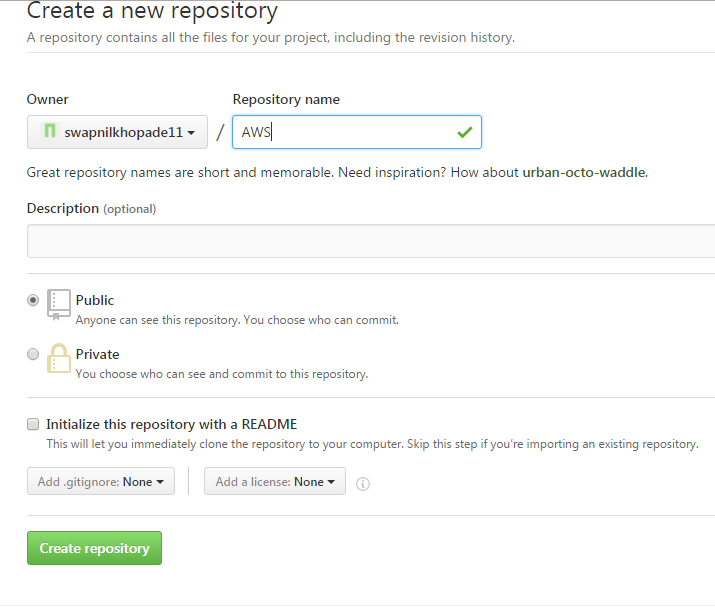 Create a new repository
A repository contains all the files for your project, including the revision history.
Owner
Repository name
swapnilkhopade11 / AWS
Great repository names are short and memorable. Need inspiration? How about urban-octo-waddle.
Description (optional)
Public
Anyone can see this repository. You choose who can commit.
Private
You choose who can see and commit to this repository.
Initialize this repository with a README
This will let you immediately clone the repository to your computer. Skip this step if you're importing an existing repository.
Add .gitignore: None
Add a license: None
Create repository